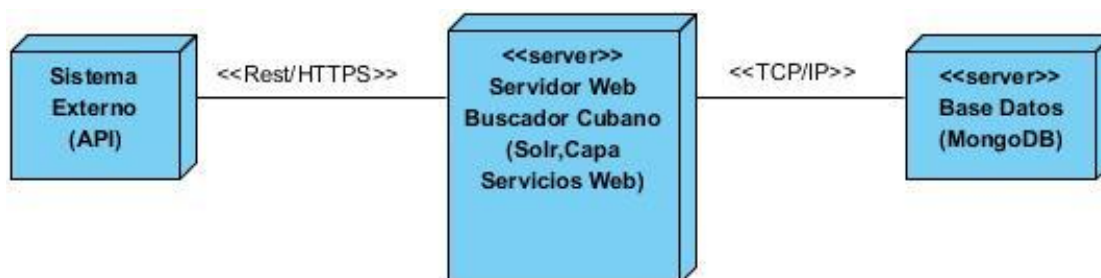 Sistema
Externo
(API)
<<Rest/HTTPS>>
<<server>>
Servidor Web
Buscador Cubano
(Solr,Capa
Servicios Web)
<<TCP/IP>>
<<server>>
Base Datos
(MongoDB)